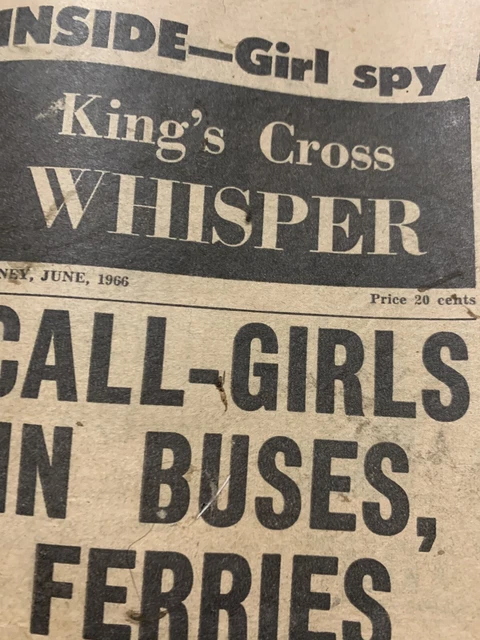 INSIDE—Girl spy
King's Cross
WHISPER
NEY, JUNE, 1966
Price 20 cents
CALL-GIRLS
IN BUSES,
FERRIES